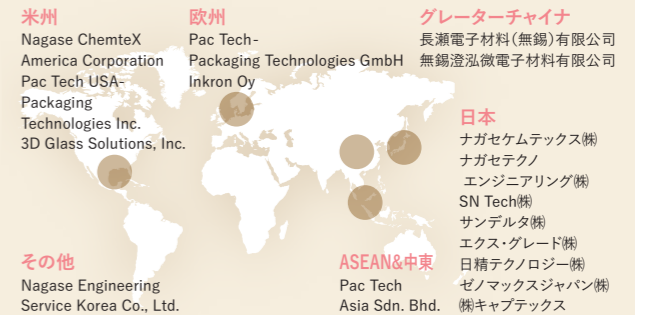 米州
Nagase ChemteX
America Corporation
Pac Tech USA-
Packaging
Technologies Inc.
3D Glass Solutions, Inc.
欧州
Pac Tech-
Packaging Technologies GmbH
Inkron Oy
グレーターチャイナ
長瀬電子材料(無錫)有限公司
無錫澄泓微電子材料有限公司
日本
ナガセケムテックス㈱
ナガセテクノ
エンジニアリング㈱
SN Tech㈱
サンデルタ㈱
エクス・グレード㈱
日精テクノロジー㈱
ゼノマックスジャパン㈱
㈱キャプテックス
その他
Nagase Engineering
Service Korea Co., Ltd.
ASEAN&中東
Pac Tech
Asia Sdn. Bhd.